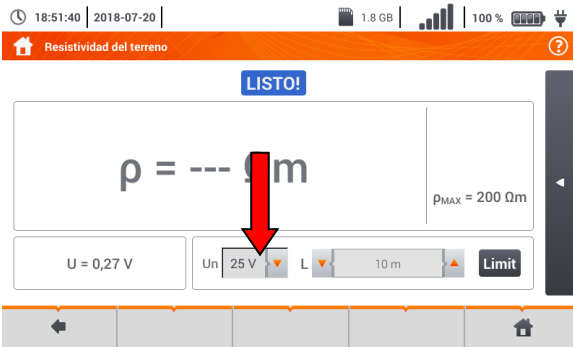 18:51:40 2018-07-20 1.8 GB 100 %
Resistividad del terreno ?
LISTO!
ρ = --- Ωm
ρMAX = 200 Ωm
U = 0,27 V
Un 25 V L 10 m Limit